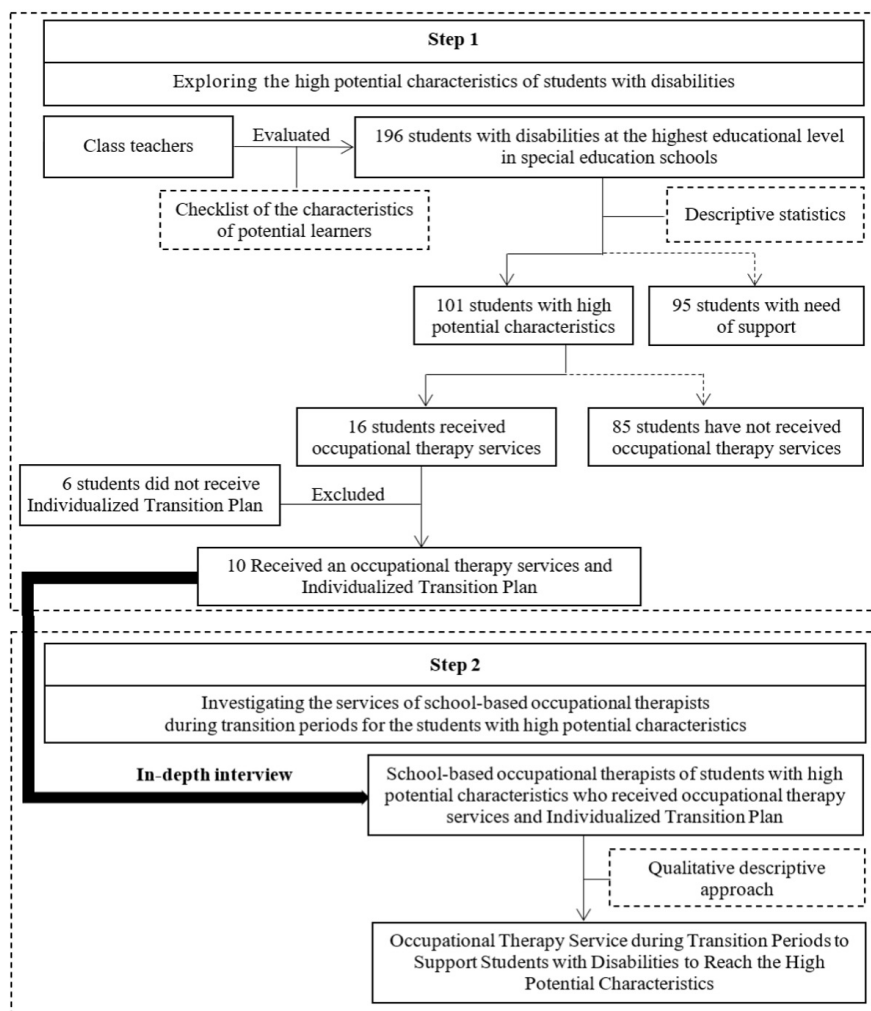 Step 1
Exploring the high potential characteristics of students with disabilities
Class teachers
Evaluated
196 students with disabilities at the highest educational level
in special education schools
Checklist of the characteristics
of potential learners
Descriptive statistics
101 students with high
potential characteristics
95 students with need
of support
16 students received
occupational therapy services
85 students have not received
occupational therapy services
6 students did not receive
Individualized Transition Plan
Excluded
10 Received an occupational therapy services and
Individualized Transition Plan
Step 2
Investigating the services of school-based occupational therapists
during transition periods for the students with high potential characteristics
In-depth interview
School-based occupational therapists of students with high
potential characteristics who received occupational therapy
services and Individualized Transition Plan
Qualitative descriptive
approach
Occupational Therapy Service during Transition Periods to
Support Students with Disabilities to Reach the High
Potential Characteristics